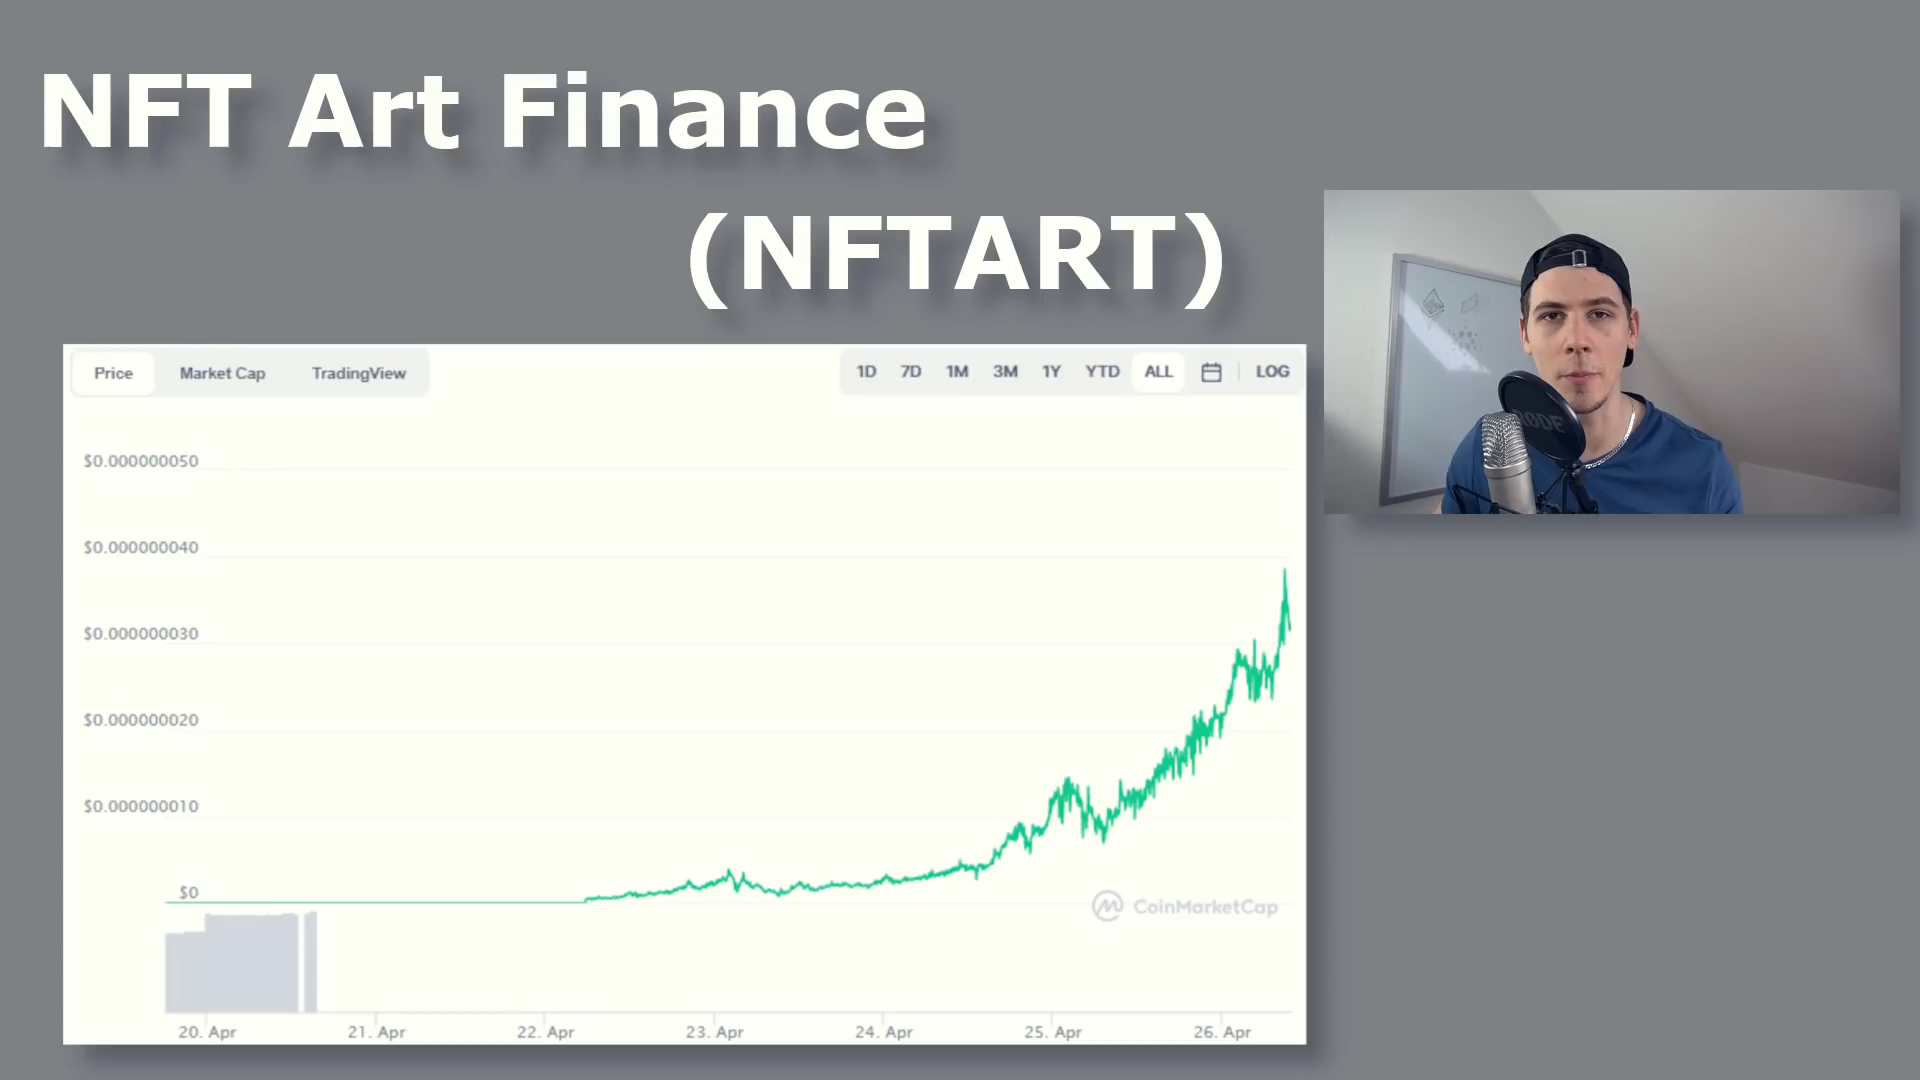 NFT Art Finance
(NFTART)
Price Market Cap TradingView 1D 7D 1M 3M 1Y YTD ALL LOG
$0.000000050
$0.000000040
$0.000000030
$0.000000020
$0.000000010
$0
CoinMarketCap
20. Apr 21. Apr 22. Apr 23. Apr 24. Apr 25. Apr 26. Apr
RØDE